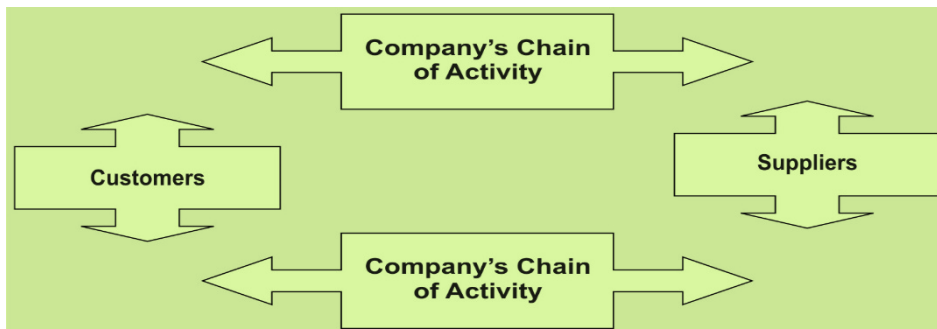 Company’s Chain
of Activity
Customers
Suppliers
Company’s Chain
of Activity